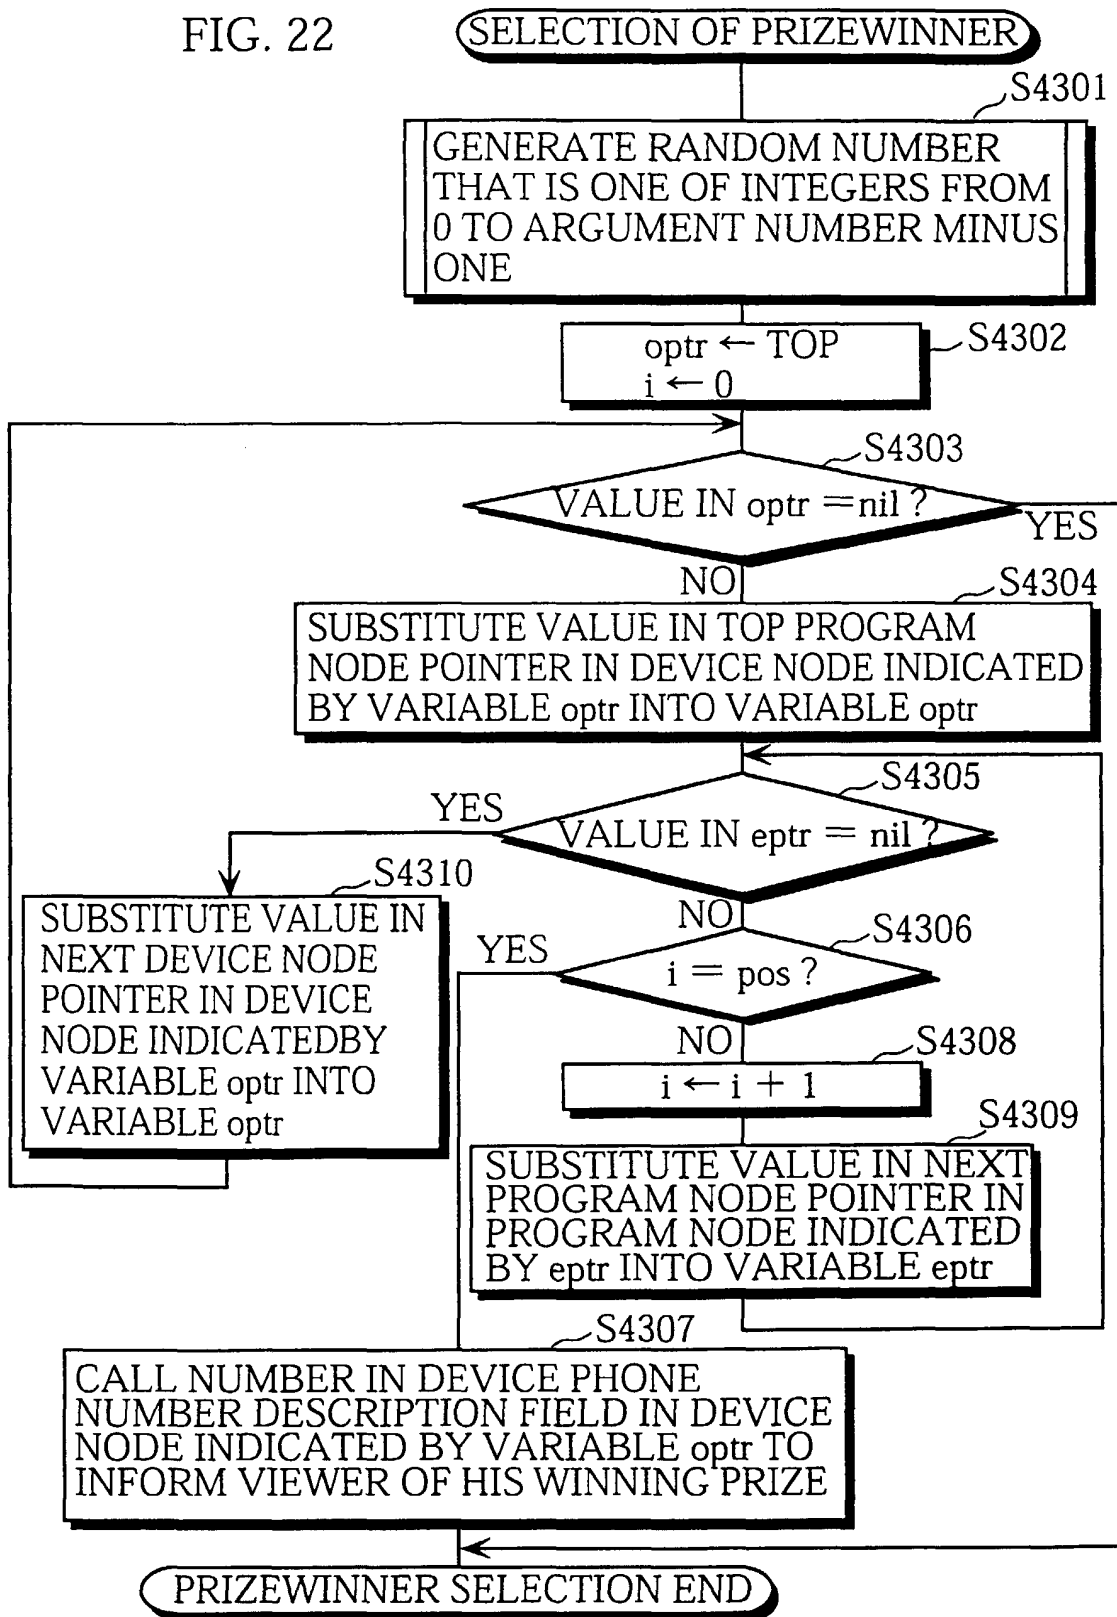 FIG. 22
SELECTION OF PRIZEWINNER
S4301
GENERATE RANDOM NUMBER
THAT IS ONE OF INTEGERS FROM
0 TO ARGUMENT NUMBER MINUS
ONE
S4302
optr ← TOP
i ← 0
S4303
VALUE IN optr = nil ?
YES
NO
S4304
SUBSTITUTE VALUE IN TOP PROGRAM
NODE POINTER IN DEVICE NODE INDICATED
BY VARIABLE optr INTO VARIABLE optr
S4305
YES
VALUE IN eptr = nil ?
S4310
SUBSTITUTE VALUE IN
NEXT DEVICE NODE
POINTER IN DEVICE
NODE INDICATEDBY
VARIABLE optr INTO
VARIABLE optr
NO
S4306
YES
i = pos ?
NO
S4308
i ← i + 1
S4309
SUBSTITUTE VALUE IN NEXT
PROGRAM NODE POINTER IN
PROGRAM NODE INDICATED
BY eptr INTO VARIABLE eptr
S4307
CALL NUMBER IN DEVICE PHONE
NUMBER DESCRIPTION FIELD IN DEVICE
NODE INDICATED BY VARIABLE optr TO
INFORM VIEWER OF HIS WINNING PRIZE
PRIZEWINNER SELECTION END